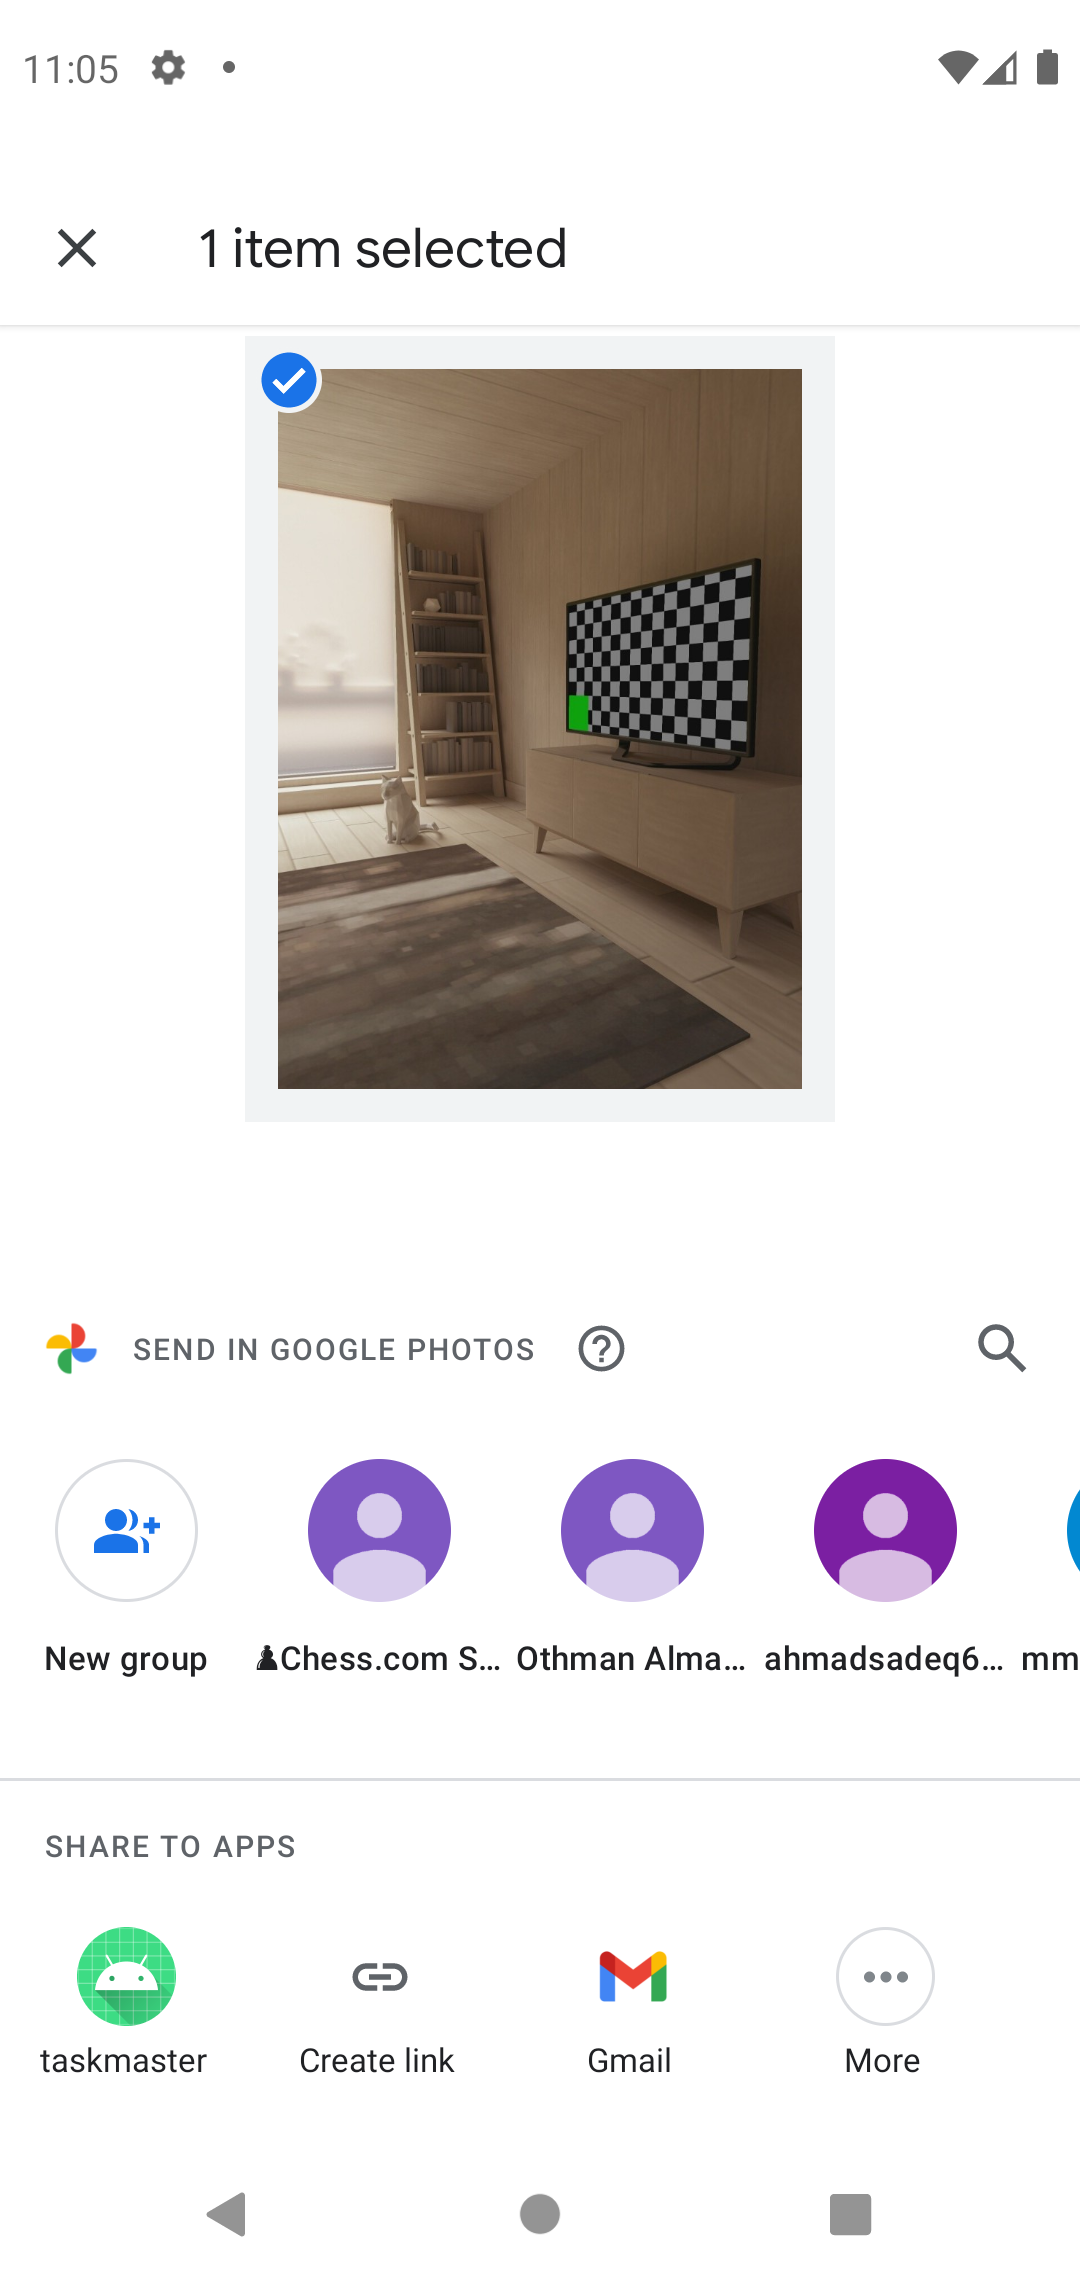 11:05
1 item selected
SEND IN GOOGLE PHOTOS
New group
♟Chess.com S...
Othman Alma...
ahmadsadeq6...
mm
SHARE TO APPS
taskmaster
Create link
Gmail
More